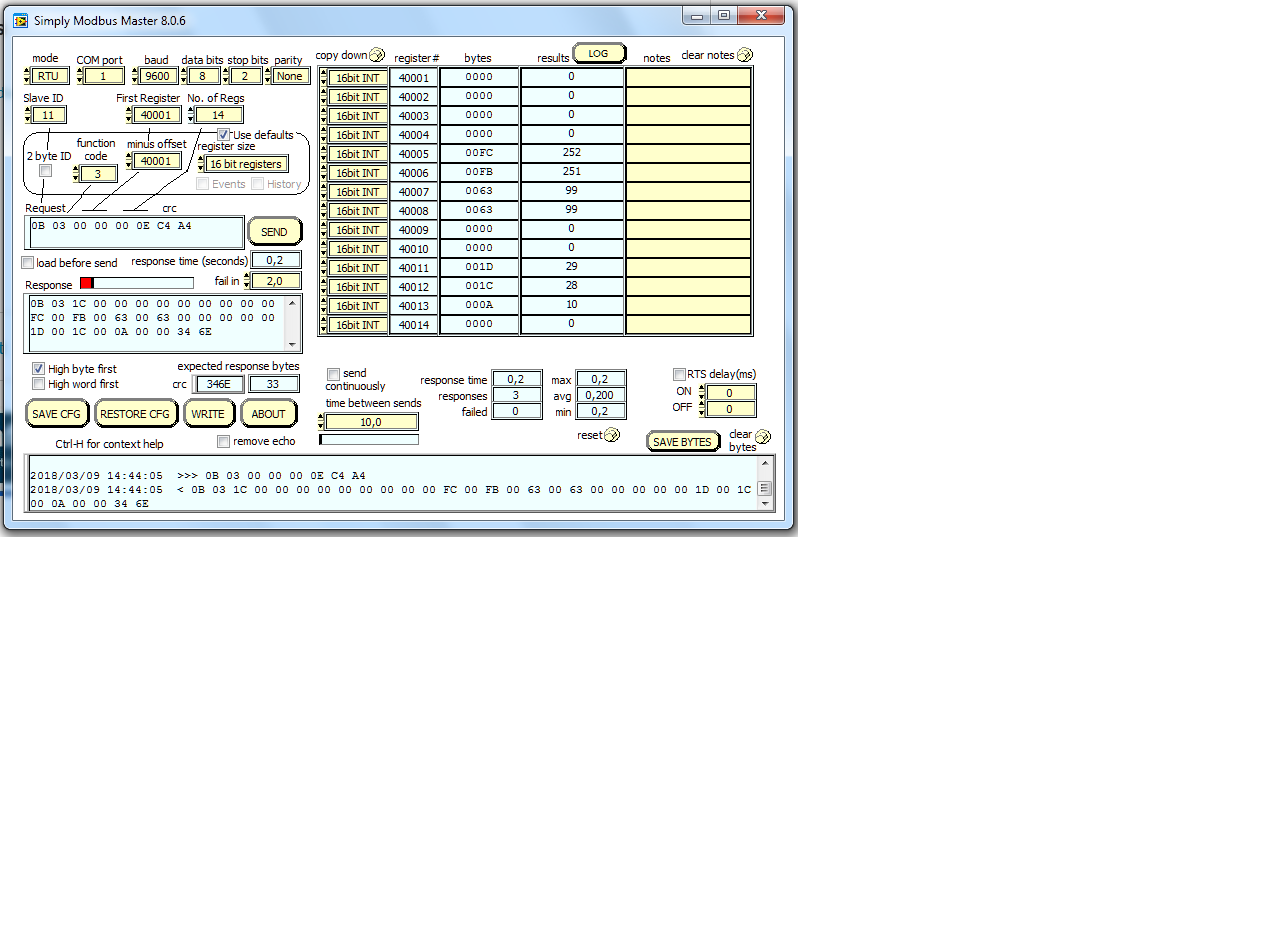 Simply Modbus Master 8.0.6
mode COM port baud data bits stop bits parity
RTU 1 9600 8 2 None
Slave ID First Register No. of Regs
11 40001 14
Use defaults
2 byte ID function code minus offset register size
3 40001 16 bit registers
Events History
Request crc
0B 03 00 00 00 0E C4 A4
SEND
load before send response time (seconds) 0,2
Response fail in 2,0
0B 03 1C 00 00 00 00 00 00 00 00 00
FC 00 FB 00 63 00 63 00 00 00 00 00
1D 00 1C 00 0A 00 00 34 6E
High byte first expected response bytes
High word first crc 346E 33
SAVE CFG RESTORE CFG WRITE ABOUT
Ctrl-H for context help remove echo
copy down register# bytes results LOG notes clear notes
16bit INT 40001 0000 0
16bit INT 40002 0000 0
16bit INT 40003 0000 0
16bit INT 40004 0000 0
16bit INT 40005 00FC 252
16bit INT 40006 00FB 251
16bit INT 40007 0063 99
16bit INT 40008 0063 99
16bit INT 40009 0000 0
16bit INT 40010 0000 0
16bit INT 40011 001D 29
16bit INT 40012 001C 28
16bit INT 40013 000A 10
16bit INT 40014 0000 0
send
continuously
time between sends
10,0
response time 0,2 max 0,2
responses 3 avg 0,200
failed 0 min 0,2
reset
RTS delay(ms)
ON 0
OFF 0
SAVE BYTES
clear
bytes
2018/03/09 14:44:05 >>> 0B 03 00 00 00 0E C4 A4
2018/03/09 14:44:05 < 0B 03 1C 00 00 00 00 00 00 00 00 00 FC 00 FB 00 63 00 63 00 00 00 00 00 1D 00 1C
00 0A 00 00 34 6E